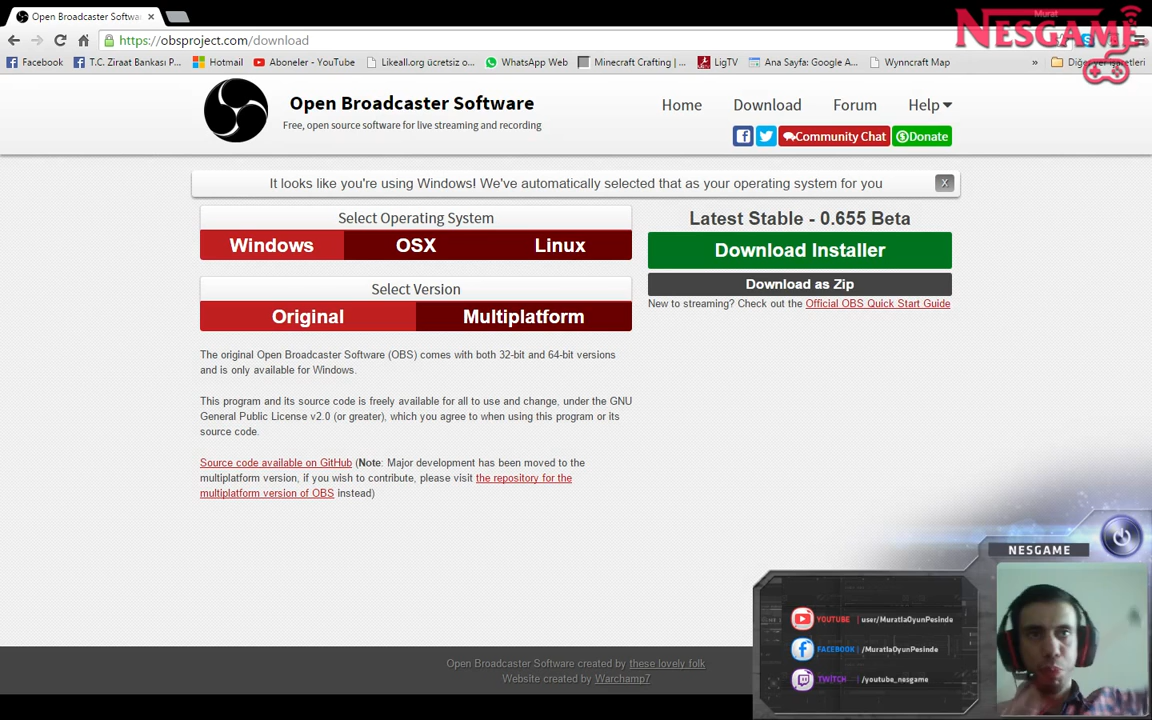 Open Broadcaster Softwa
Murat
NESGAME
https://obsproject.com/download
Facebook
T.C. Ziraat Bankası P...
Hotmail
Aboneler - YouTube
Likeall.org ücretsiz o...
WhatsApp Web
Minecraft Crafting | ...
LigTV
Ana Sayfa: Google A...
Wynncraft Map
»
Diğer yer işaretleri
Open Broadcaster Software
Free, open source software for live streaming and recording
Home Download Forum Help
Community Chat Donate
It looks like you're using Windows! We've automatically selected that as your operating system for you
X
Select Operating System
Windows OSX Linux
Select Version
Original Multiplatform
The original Open Broadcaster Software (OBS) comes with both 32-bit and 64-bit versions
and is only available for Windows.
This program and its source code is freely available for all to use and change, under the GNU
General Public License v2.0 (or greater), which you agree to when using this program or its
source code.
Source code available on GitHub (Note: Major development has been moved to the
multiplatform version, if you wish to contribute, please visit the repository for the
multiplatform version of OBS instead)
Latest Stable - 0.655 Beta
Download Installer
Download as Zip
New to streaming? Check out the Official OBS Quick Start Guide
NESGAME
YOUTUBE | user/MuratlaOyunPesinde
FACEBOOK | /MuratlaOyunPesinde
TWITCH | /youtube_nesgame
Open Broadcaster Software created by these lovely folk
Website created by Warchamp7